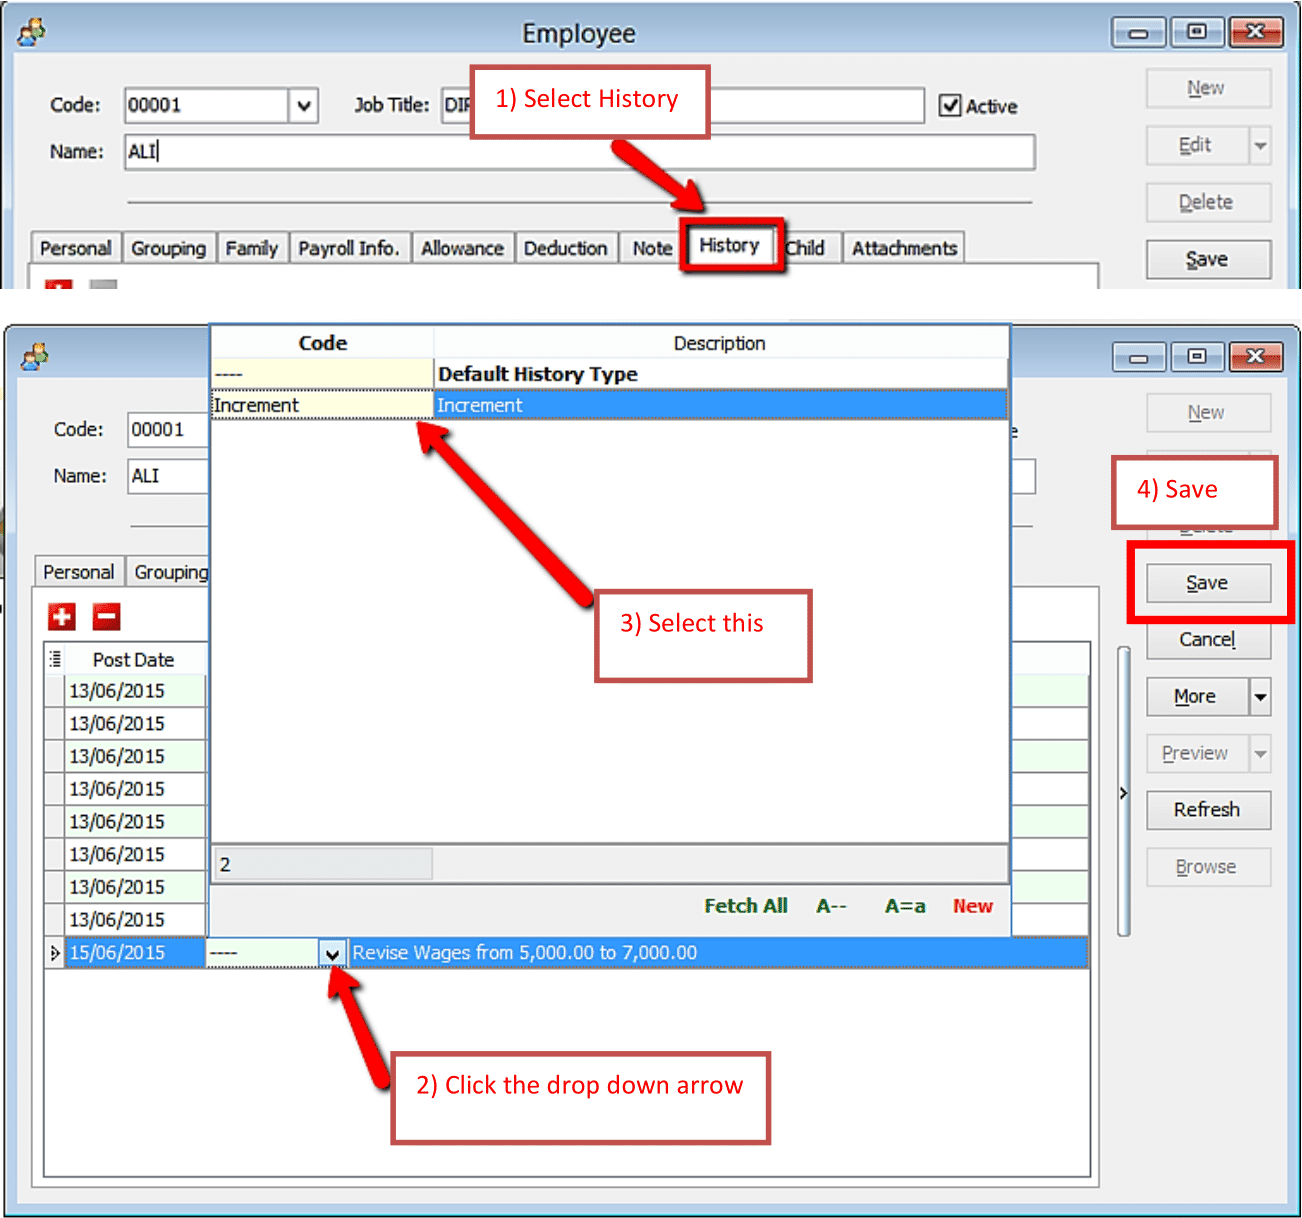 Employee
1) Select History
Code: 00001 Job Title: DIR Active
Name: ALI
Personal Grouping Family Payroll Info. Allowance Deduction Note History Child Attachments
New
Edit
Delete
Save
Code Description
---- Default History Type
Increment Increment
Code: 00001
Name: ALI
Personal Grouping
3) Select this
Post Date
13/06/2015
13/06/2015
13/06/2015
13/06/2015
13/06/2015
13/06/2015
13/06/2015
13/06/2015
2
Fetch All A-- A=a New
15/06/2015 ---- Revise Wages from 5,000.00 to 7,000.00
2) Click the drop down arrow
New
4) Save
Save
Cancel
More
Preview
Refresh
Browse